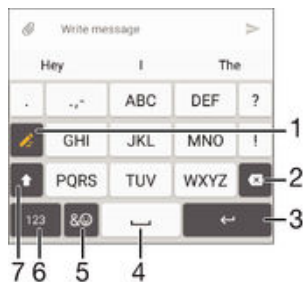 Write message
Hey I The
. .,- ABC DEF ?
GHI JKL MNO ! 1
PQRS TUV WXYZ 2
123 &☺ 3
7 6 5 4